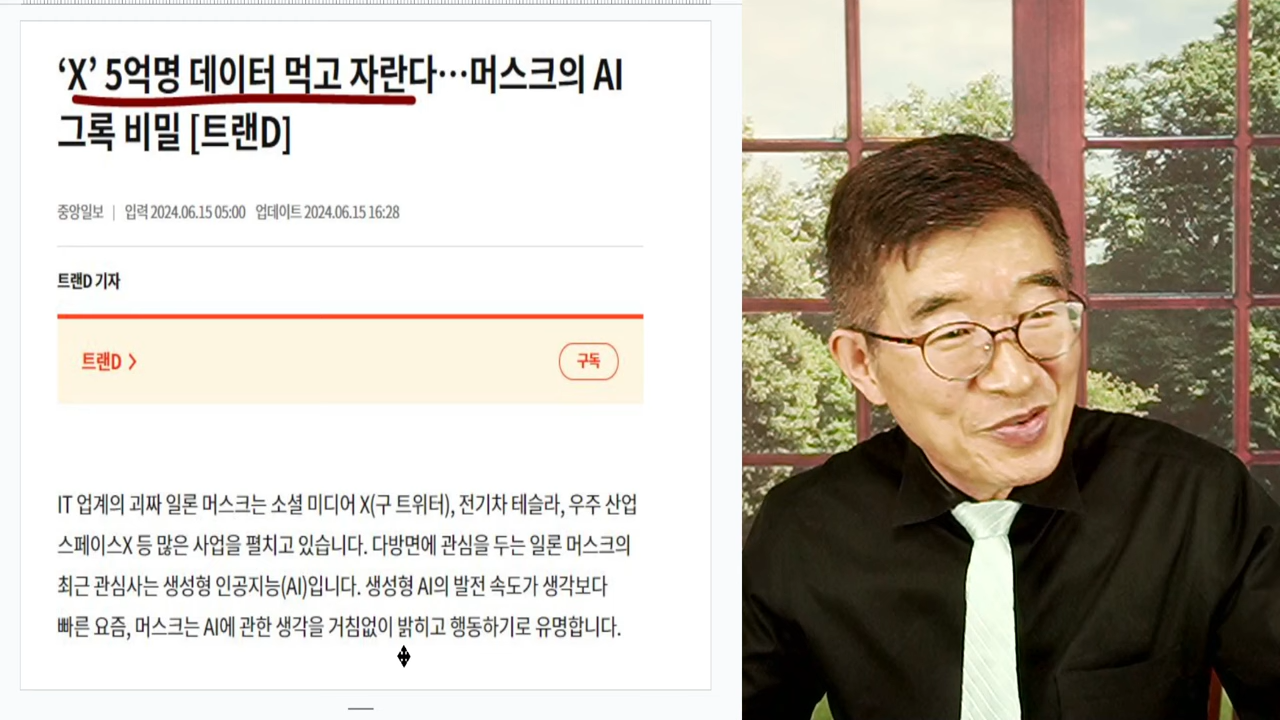 ‘X’ 5억명 데이터 먹고 자란다…머스크의 AI
그록 비밀 [트랜D]
중앙일보 | 입력 2024.06.15 05:00 업데이트 2024.06.15 16:28
트랜D 기자
트랜D >
구독
IT 업계의 괴짜 일론 머스크는 소셜 미디어 X(구 트위터), 전기차 테슬라, 우주 산업
스페이스X 등 많은 사업을 펼치고 있습니다. 다방면에 관심을 두는 일론 머스크의
최근 관심사는 생성형 인공지능(AI)입니다. 생성형 AI의 발전 속도가 생각보다
빠른 요즘, 머스크는 AI에 관한 생각을 거침없이 밝히고 행동하기로 유명합니다.